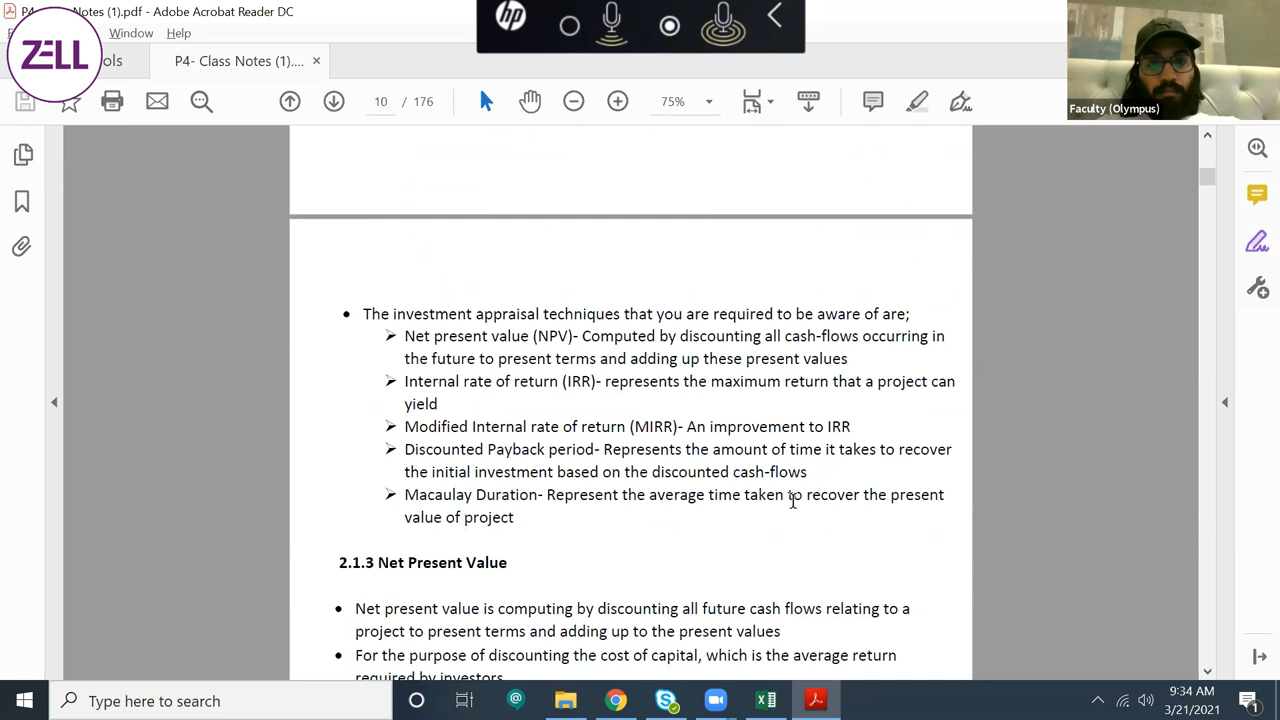 P4- Class Notes (1).pdf - Adobe Acrobat Reader DC
Window Help
ZELL
P4- Class Notes (1)....
hp
10 / 176
75%
Faculty (Olympus)
The investment appraisal techniques that you are required to be aware of are;
Net present value (NPV)- Computed by discounting all cash-flows occurring in
the future to present terms and adding up these present values
Internal rate of return (IRR)- represents the maximum return that a project can
yield
Modified Internal rate of return (MIRR)- An improvement to IRR
Discounted Payback period- Represents the amount of time it takes to recover
the initial investment based on the discounted cash-flows
Macaulay Duration- Represent the average time taken to recover the present
value of project
2.1.3 Net Present Value
Net present value is computing by discounting all future cash flows relating to a
project to present terms and adding up to the present values
For the purpose of discounting the cost of capital, which is the average return
required by investors
Type here to search
9:34 AM
3/21/2021
1